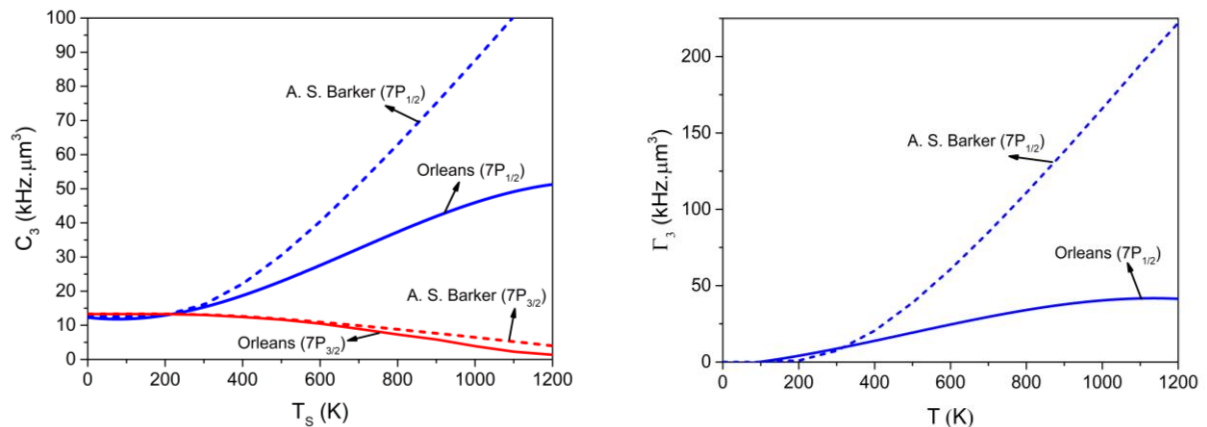 100
90
80
70
60
50
40
30
20
10
0
C₃ (kHz.μm³)
A. S. Barker (7P₁/₂)
Orleans (7P₁/₂)
A. S. Barker (7P₃/₂)
Orleans (7P₃/₂)
0 200 400 600 800 1000 1200
T_S (K)
225
200
150
100
50
0
Γ₃ (kHz.μm³)
A. S. Barker (7P₁/₂)
Orleans (7P₁/₂)
0 200 400 600 800 1000 1200
T (K)